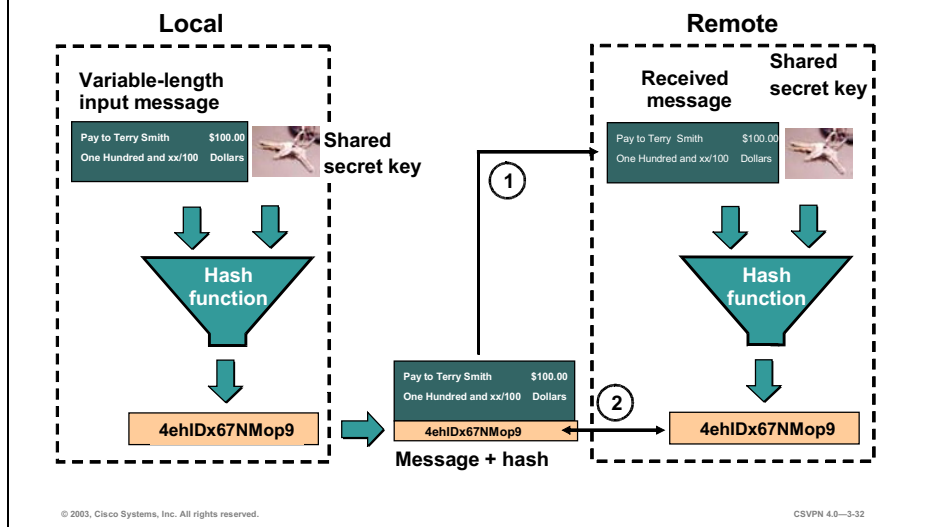 Local
Remote
Variable-length
input message
Pay to Terry Smith $100.00
One Hundred and xx/100 Dollars
Shared
secret key
Hash
function
4ehIDx67NMop9
1
Pay to Terry Smith $100.00
One Hundred and xx/100 Dollars
4ehIDx67NMop9
Message + hash
2
Received
message
Shared
secret key
Pay to Terry Smith $100.00
One Hundred and xx/100 Dollars
Hash
function
4ehIDx67NMop9
© 2003, Cisco Systems, Inc. All rights reserved.
CSVPN 4.0—3-32